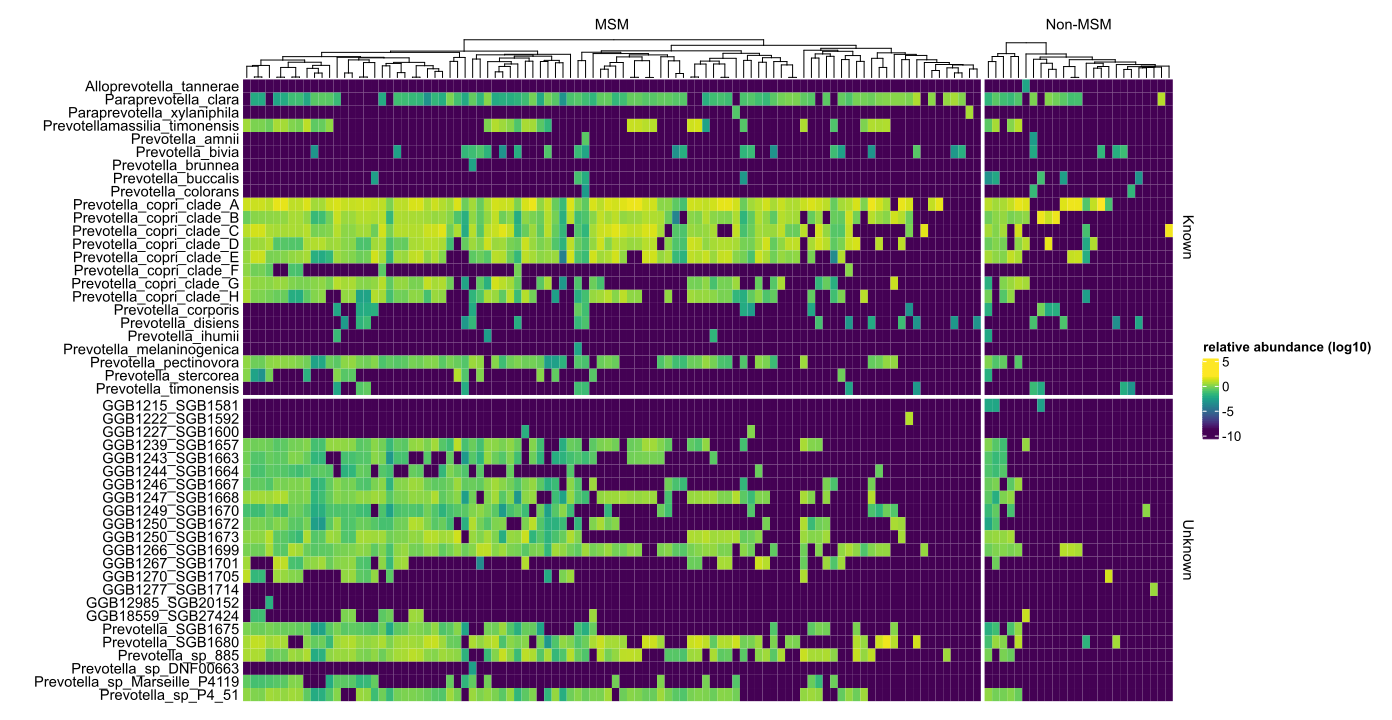 MSM
Non-MSM
Alloprevotella_tannerae
Paraprevotella_clara
Paraprevotella_xylaniphila
Prevotellamassilia_timonensis
Prevotella_amnii
Prevotella_bivia
Prevotella_brunnea
Prevotella_buccalis
Prevotella_colorans
Prevotella_copri_clade_A
Prevotella_copri_clade_B
Prevotella_copri_clade_C
Prevotella_copri_clade_D
Prevotella_copri_clade_E
Prevotella_copri_clade_F
Prevotella_copri_clade_G
Prevotella_copri_clade_H
Prevotella_corporis
Prevotella_disiens
Prevotella_ihumii
Prevotella_melaninogenica
Prevotella_pectinovora
Prevotella_stercorea
Prevotella_timonensis
Known
GGB1215_SGB1581
GGB1222_SGB1592
GGB1227_SGB1600
GGB1239_SGB1657
GGB1243_SGB1663
GGB1244_SGB1664
GGB1246_SGB1667
GGB1247_SGB1668
GGB1249_SGB1670
GGB1250_SGB1672
GGB1250_SGB1673
GGB1266_SGB1699
GGB1267_SGB1701
GGB1270_SGB1705
GGB1277_SGB1714
GGB12985_SGB20152
GGB18559_SGB27424
Prevotella_SGB1675
Prevotella_SGB1680
Prevotella_sp_885
Prevotella_sp_DNF00663
Prevotella_sp_Marseille_P4119
Prevotella_sp_P4_51
Unknown
relative abundance (log10)
5
0
-5
-10